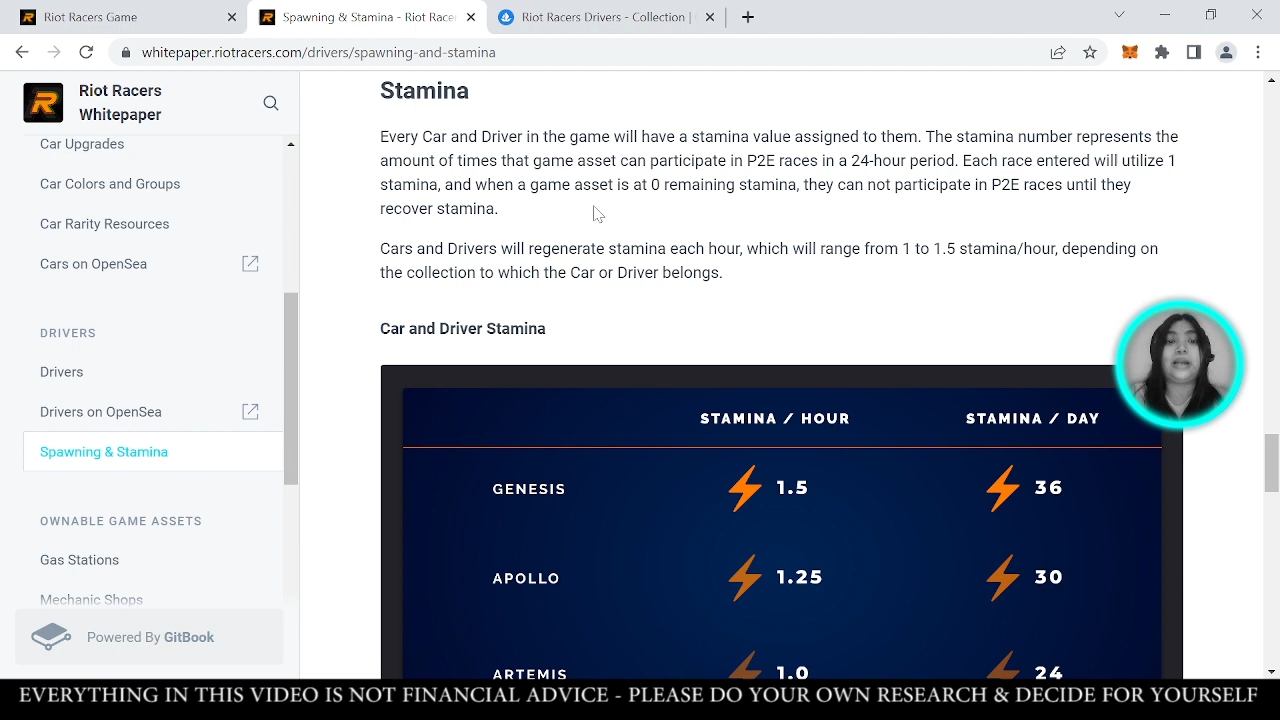 Riot Racers Game
Spawning & Stamina - Riot Race
Riot Racers Drivers - Collection |
whitepaper.riotracers.com/drivers/spawning-and-stamina
Riot Racers
Whitepaper
Car Upgrades
Car Colors and Groups
Car Rarity Resources
Cars on OpenSea
DRIVERS
Drivers
Drivers on OpenSea
Spawning & Stamina
OWNABLE GAME ASSETS
Gas Stations
Mechanic Shops
Powered By GitBook
Stamina
Every Car and Driver in the game will have a stamina value assigned to them. The stamina number represents the
amount of times that game asset can participate in P2E races in a 24-hour period. Each race entered will utilize 1
stamina, and when a game asset is at 0 remaining stamina, they can not participate in P2E races until they
recover stamina.
Cars and Drivers will regenerate stamina each hour, which will range from 1 to 1.5 stamina/hour, depending on
the collection to which the Car or Driver belongs.
Car and Driver Stamina
STAMINA / HOUR STAMINA / DAY
GENESIS 1.5 36
APOLLO 1.25 30
ARTEMIS 1.0 24
EVERYTHING IN THIS VIDEO IS NOT FINANCIAL ADVICE - PLEASE DO YOUR OWN RESEARCH & DECIDE FOR YOURSELF